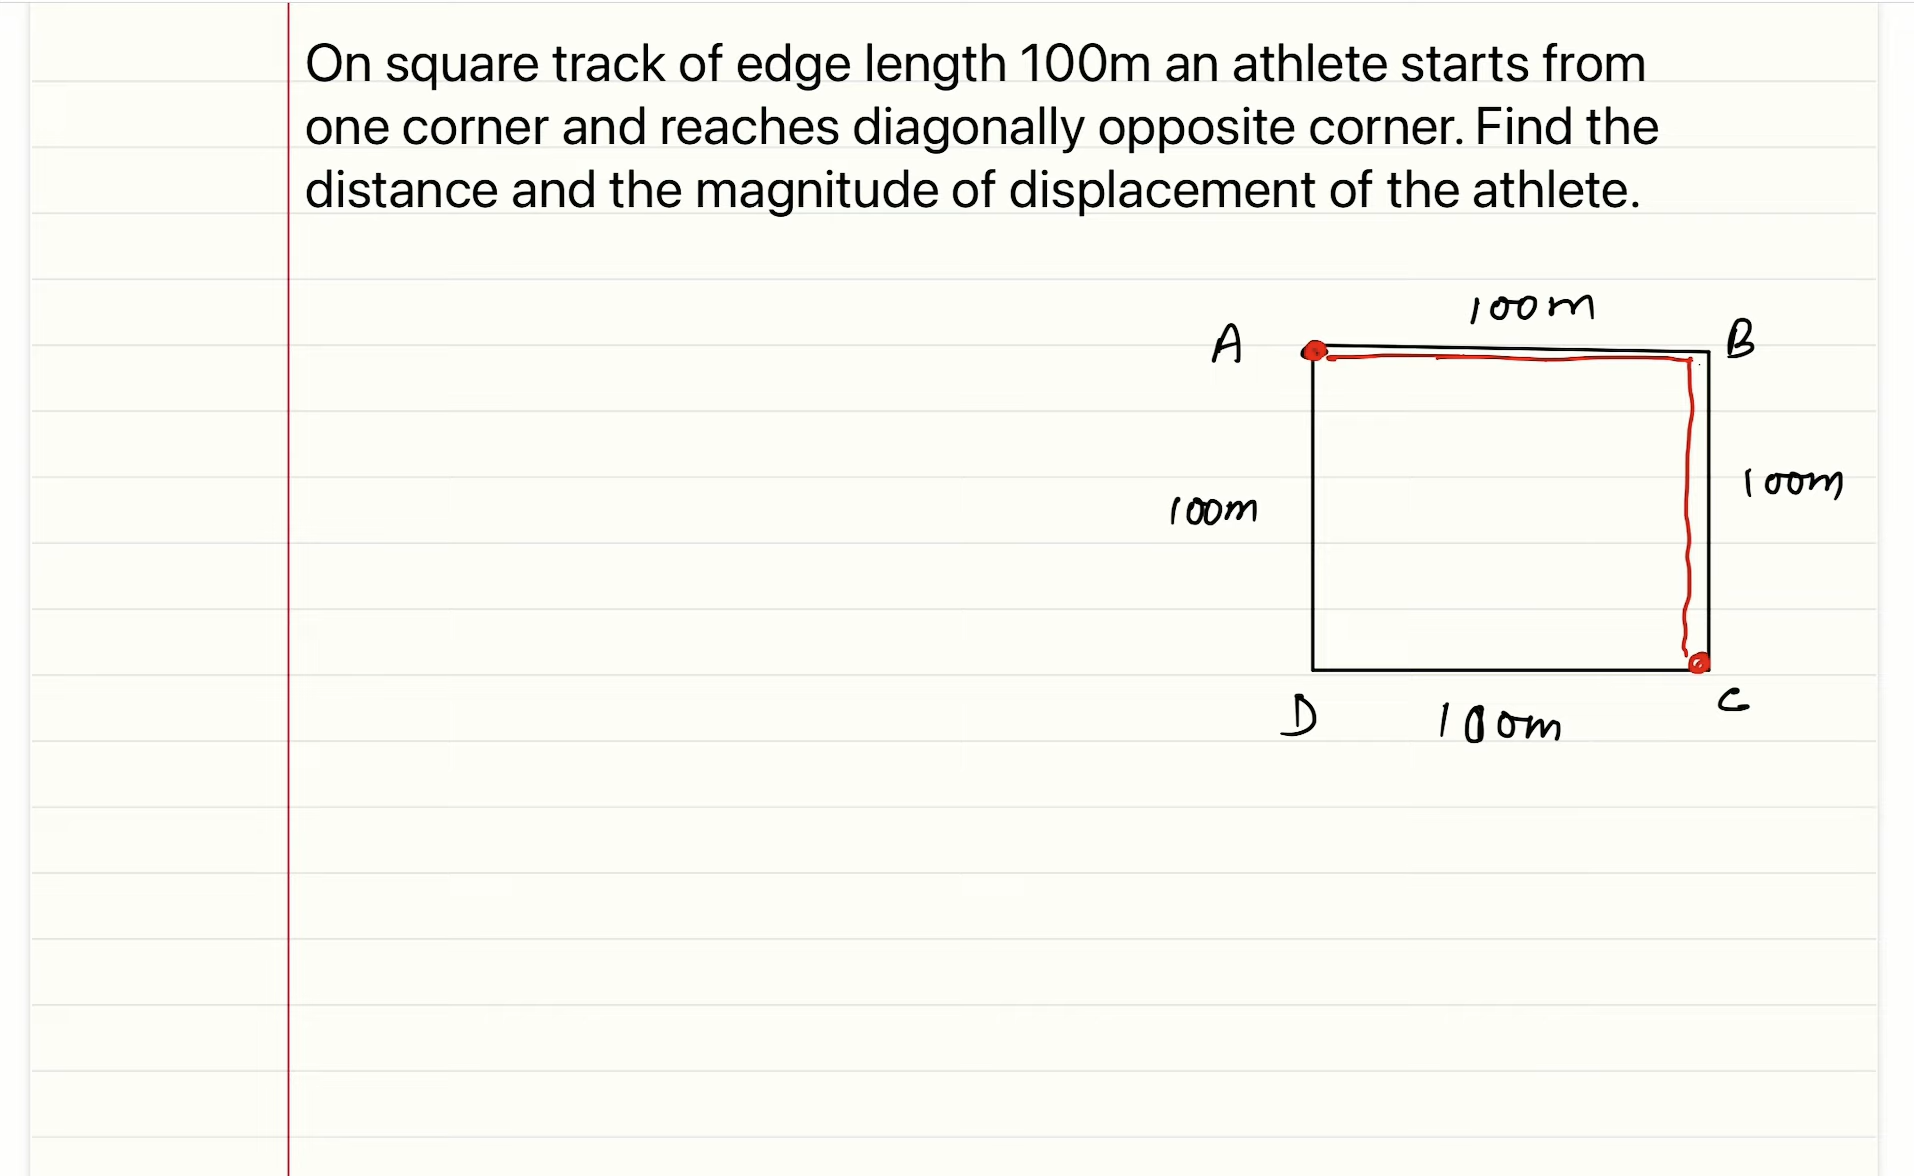 On square track of edge length 100m an athlete starts from
one corner and reaches diagonally opposite corner. Find the
distance and the magnitude of displacement of the athlete.
100m
A
B
100m
100m
D
100m
C